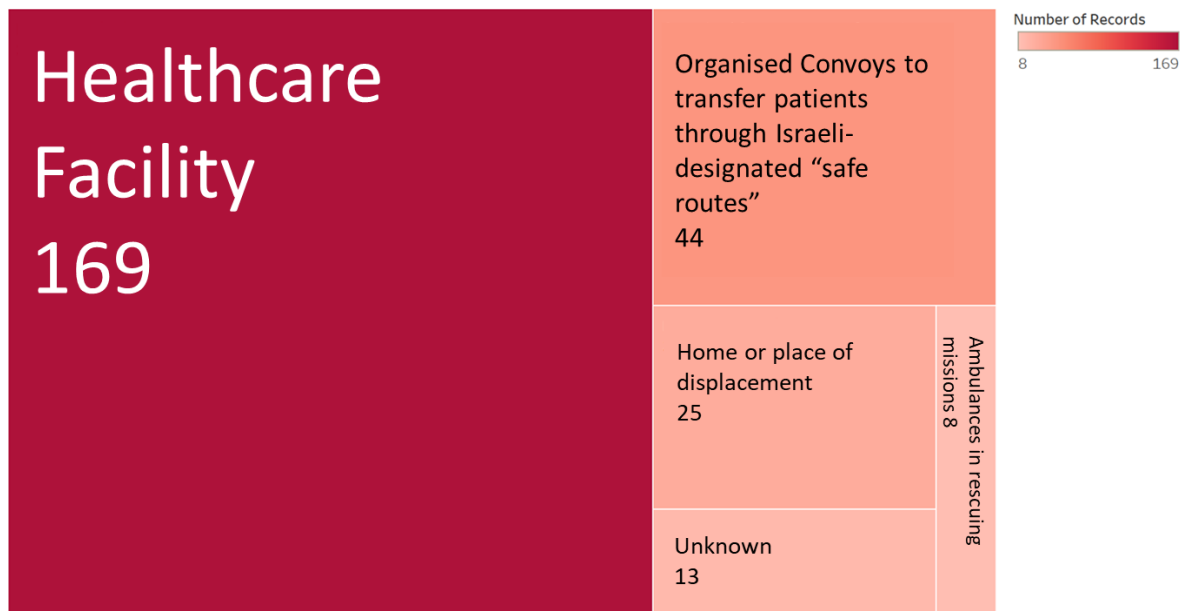 Healthcare
Facility
169
Organised Convoys to
transfer patients
through Israeli-
designated “safe
routes”
44
Home or place of
displacement
25
Unknown
13
Ambulances in rescuing
missions 8
Number of Records
8 169